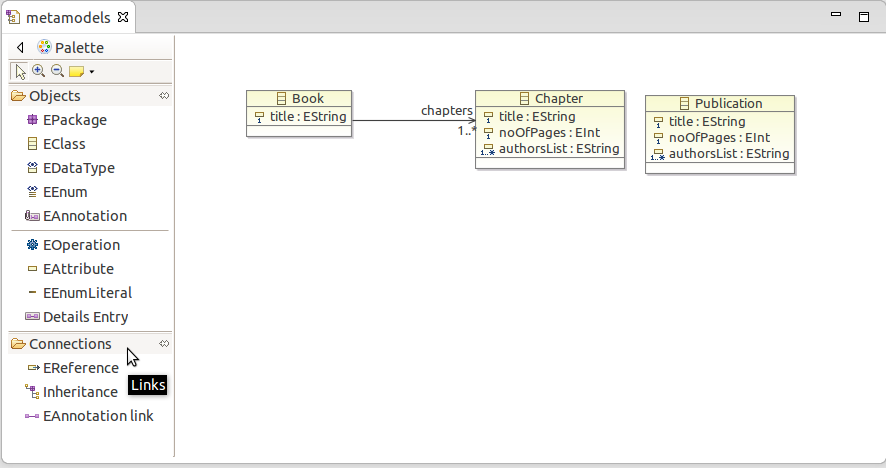 metamodels
Palette
Objects
EPackage
EClass
EDataType
EEnum
EAnnotation
EOperation
EAttribute
EEnumLiteral
Details Entry
Connections
EReference
Links
Inheritance
EAnnotation link
Book
title : EString
chapters
1..*
Chapter
title : EString
noOfPages : EInt
1..* authorsList : EString
Publication
title : EString
noOfPages : EInt
1..* authorsList : EString